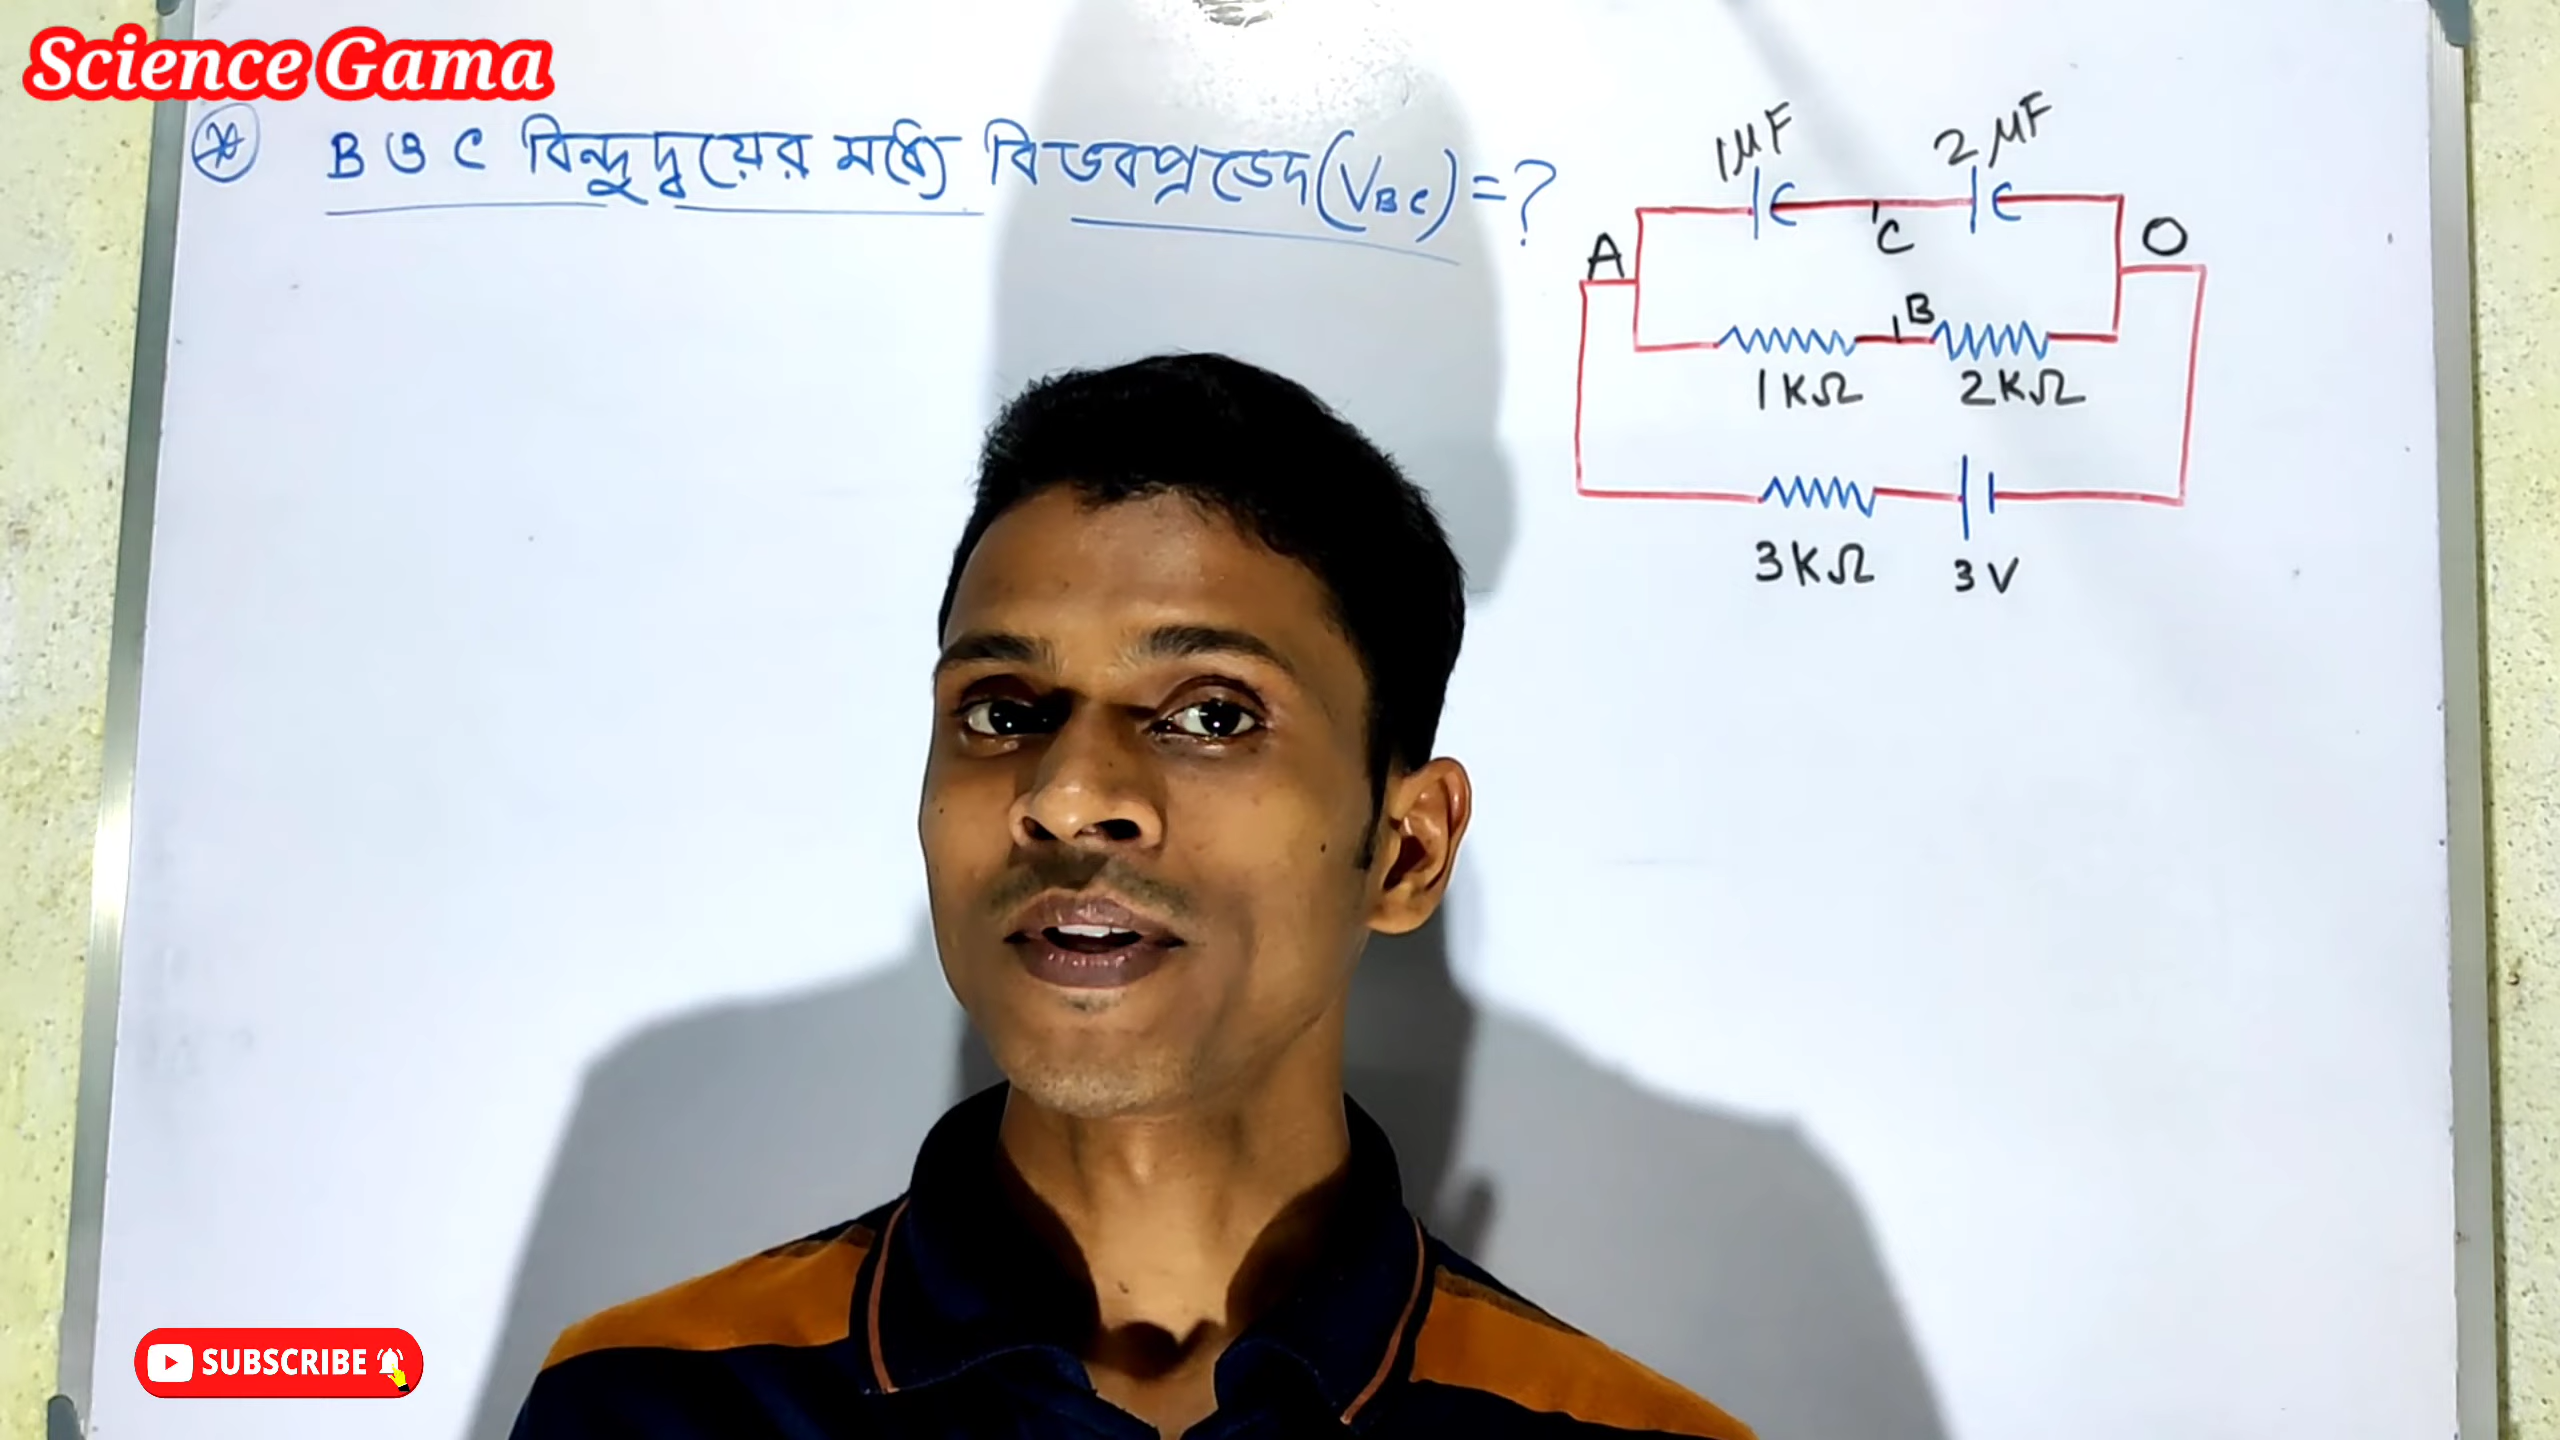 Science Gama
B ও C বিন্দুদ্বয়ের মধ্যে বিভবপ্রভেদ (VBC) = ?
1μF
2μF
A
C
O
B
1KΩ
2KΩ
3KΩ
3V
SUBSCRIBE